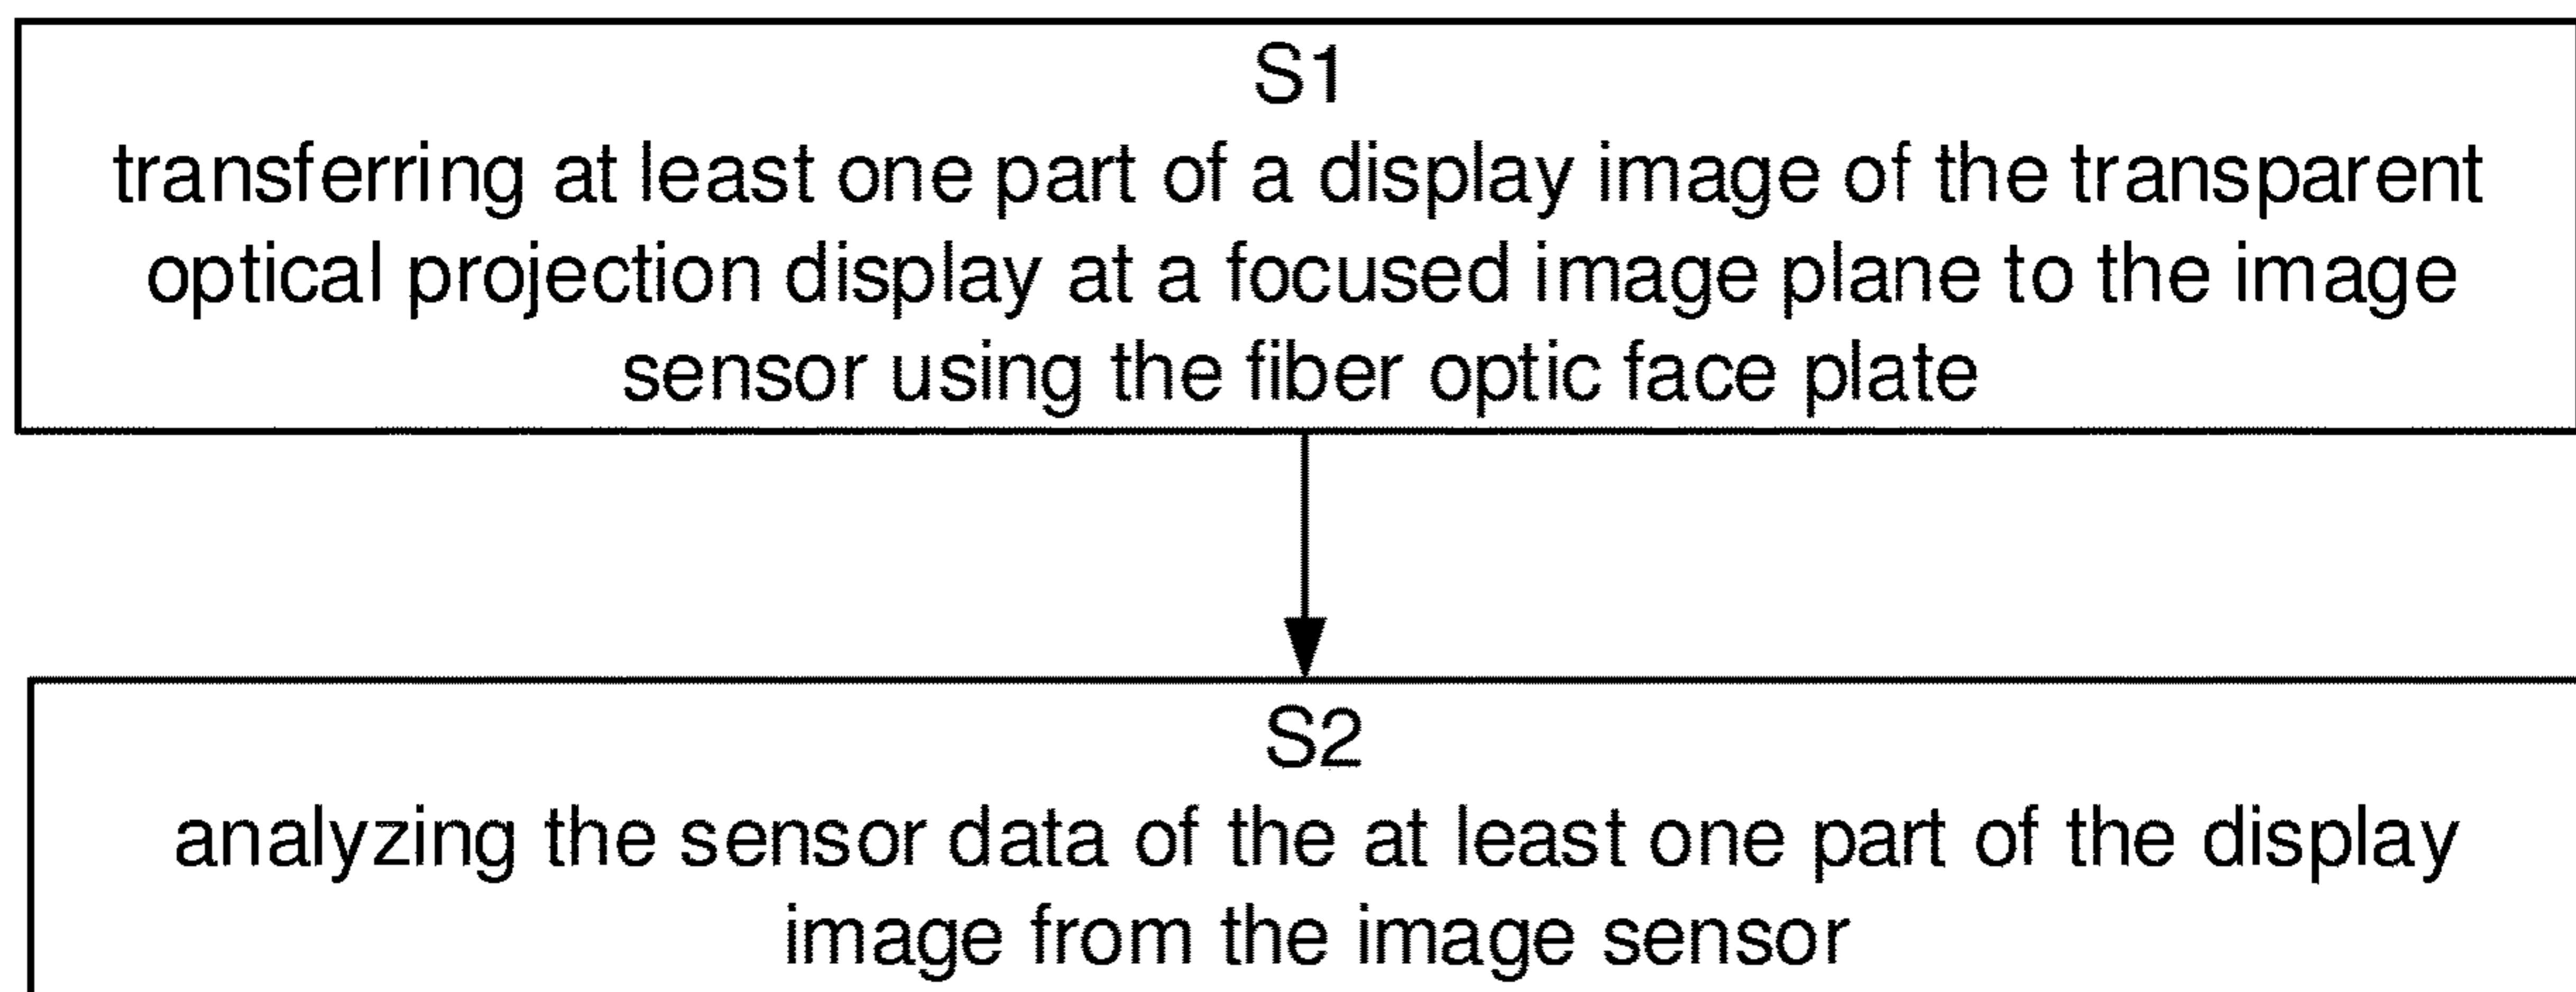 S1
transferring at least one part of a display image of the transparent
optical projection display at a focused image plane to the image
sensor using the fiber optic face plate
S2
analyzing the sensor data of the at least one part of the display
image from the image sensor